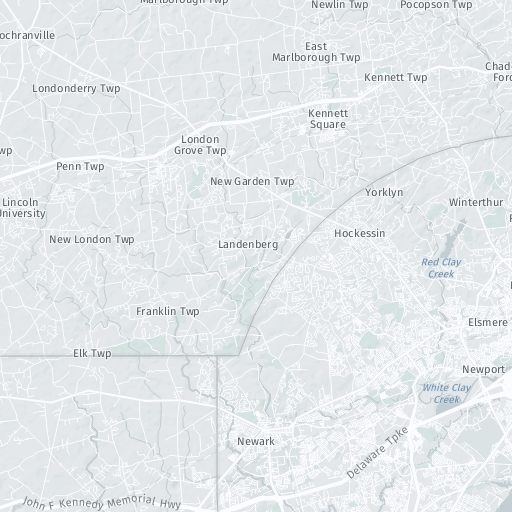 Marlborough Twp
Newlin Twp
Pocopson Twp
ochranville
East
Marlborough Twp
Kennett Twp
Chad
Ford
Londonderry Twp
Kennett
Square
London
Grove Twp
wp
Penn Twp
New Garden Twp
Yorklyn
Lincoln
University
Winterthur
Hockessin
New London Twp
Landenberg
Red Clay
Creek
Franklin Twp
Elsmere
Elk Twp
Newport
White Clay
Creek
Newark
Delaware Tpke
John F Kennedy Memorial Hwy